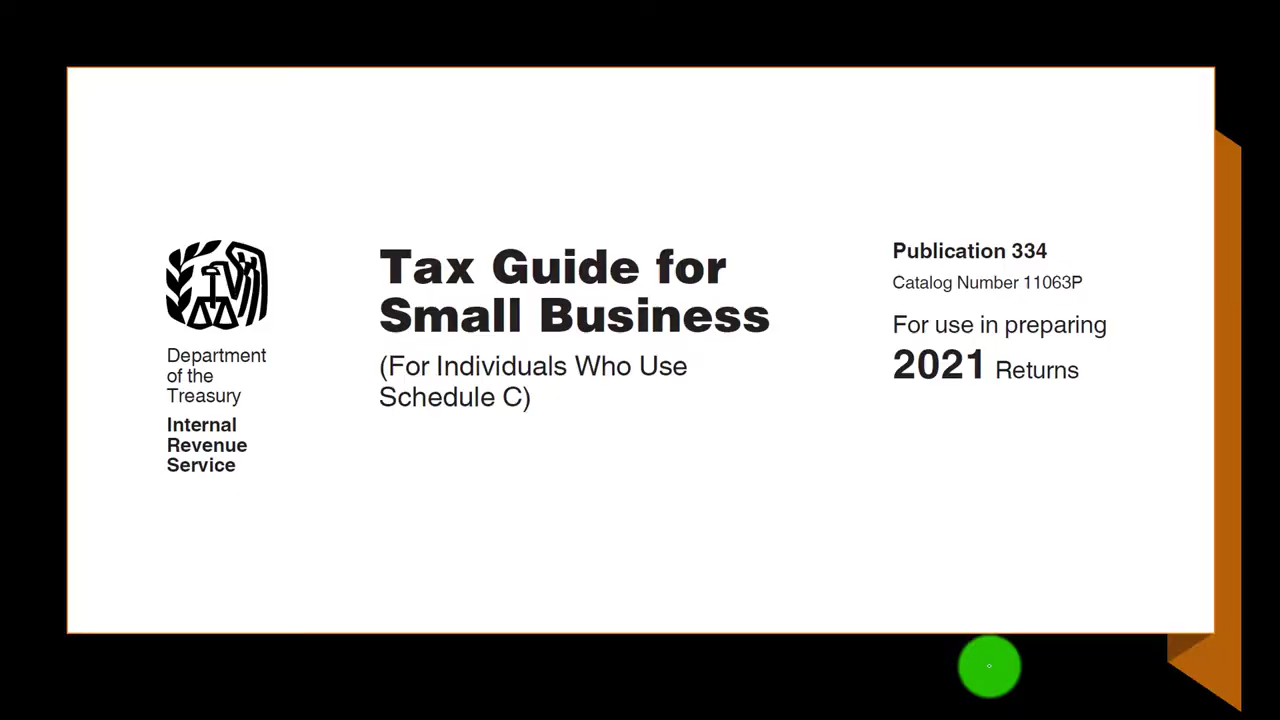 Department
of the
Treasury
Internal
Revenue
Service
Tax Guide for
Small Business
(For Individuals Who Use
Schedule C)
Publication 334
Catalog Number 11063P
For use in preparing
2021 Returns